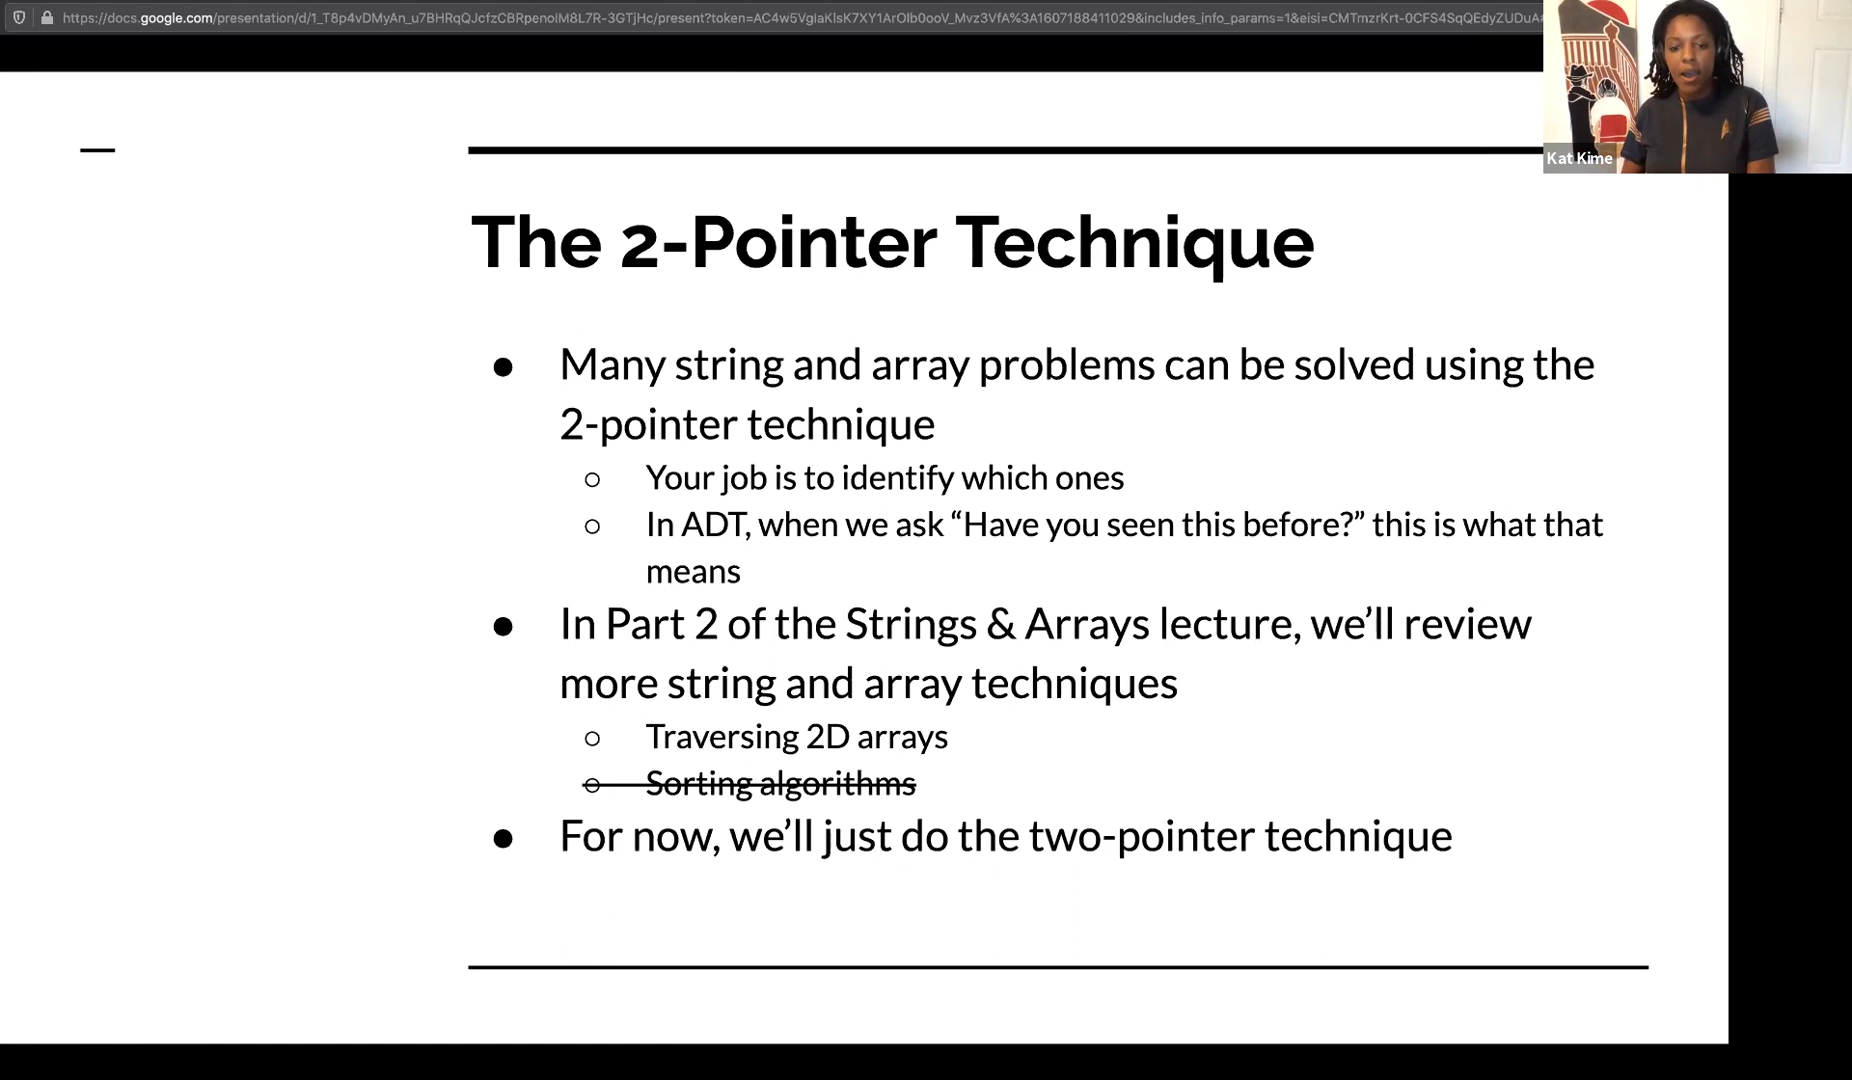 https://docs.google.com/presentation/d/1_T8p4vDMyAn_u7BHRqQJcfzCBRpenoIM8L7R-3GTjHc/present?token=AC4w5VgIaKlsK7XY1ArOlb0ooV_Mvz3VfA%3A1607188411029&includes_info_params=1&eisi=CMTmzrKrt-0CFS4SqQEdyZUDuA
Kat Kime
The 2-Pointer Technique
● Many string and array problems can be solved using the
2-pointer technique
○ Your job is to identify which ones
○ In ADT, when we ask “Have you seen this before?” this is what that
means
● In Part 2 of the Strings & Arrays lecture, we’ll review
more string and array techniques
○ Traversing 2D arrays
○ Sorting algorithms
● For now, we’ll just do the two-pointer technique